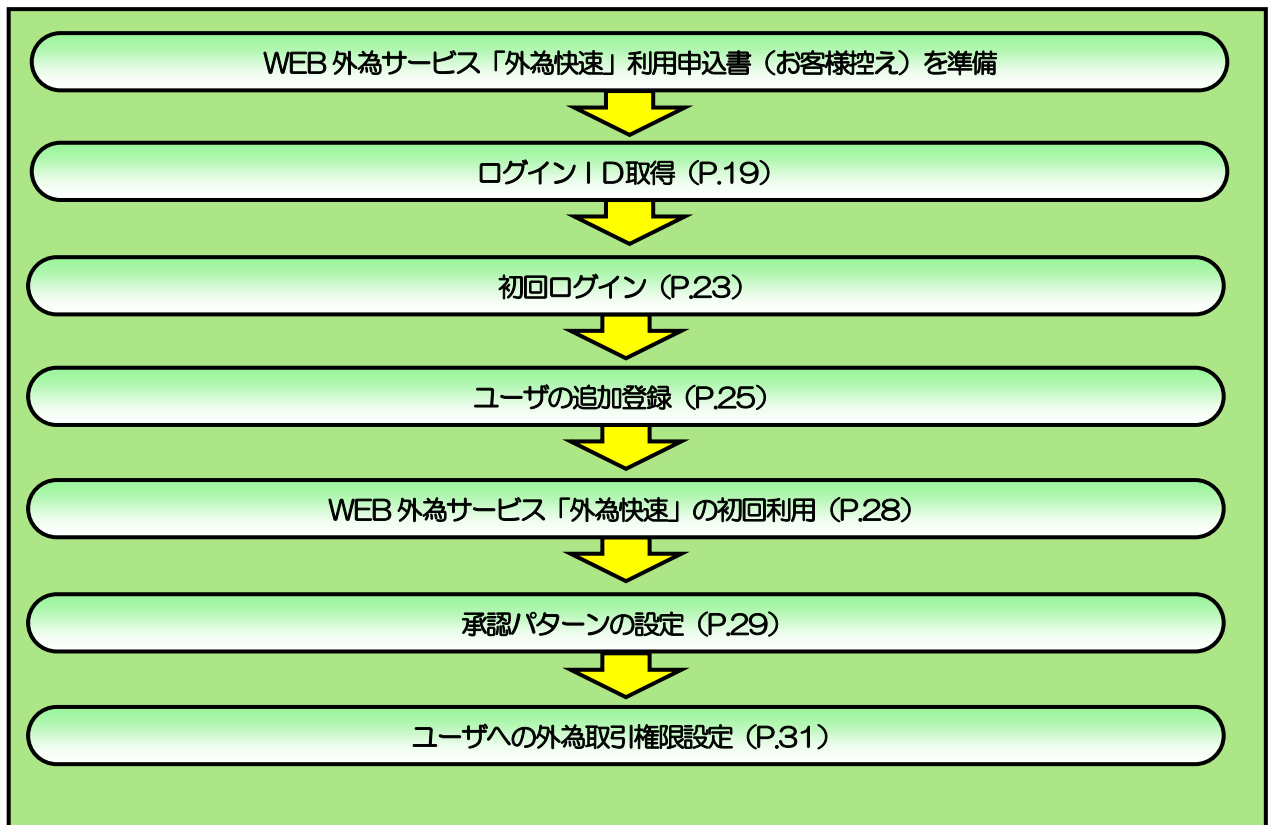 WEB 外為サービス「外為快速」利用申込書（お客様控え）を準備
ログインＩＤ取得（P.19）
初回ログイン（P.23）
ユーザの追加登録（P.25）
WEB 外為サービス「外為快速」の初回利用（P.28）
承認パターンの設定（P.29）
ユーザへの外為取引権限設定（P.31）